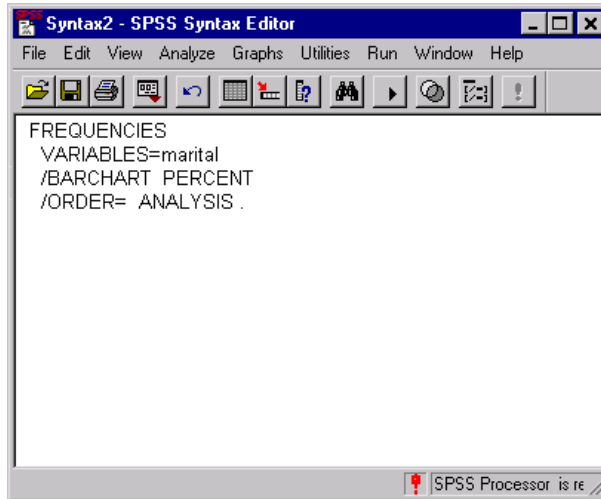 Syntax2 - SPSS Syntax Editor
File Edit View Analyze Graphs Utilities Run Window Help
FREQUENCIES
VARIABLES=marital
/BARCHART PERCENT
/ORDER= ANALYSIS .
SPSS Processor is re